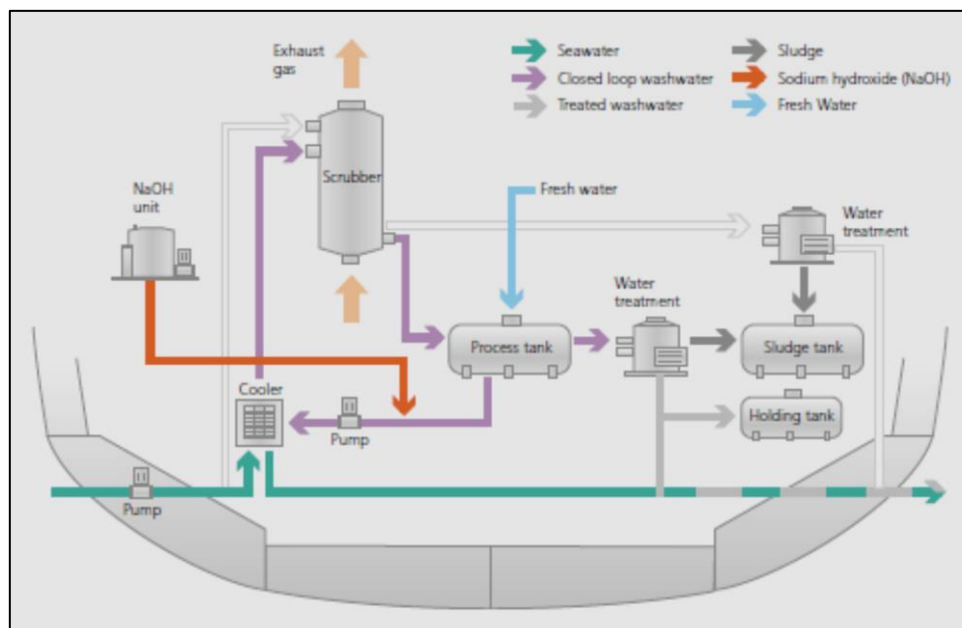 Exhaust
gas
Seawater
Closed loop washwater
Treated washwater
Sludge
Sodium hydroxide (NaOH)
Fresh Water
Scrubber
NaOH
unit
Fresh water
Water
treatment
Water
treatment
Process tank
Sludge tank
Cooler
Holding tank
Pump
Pump